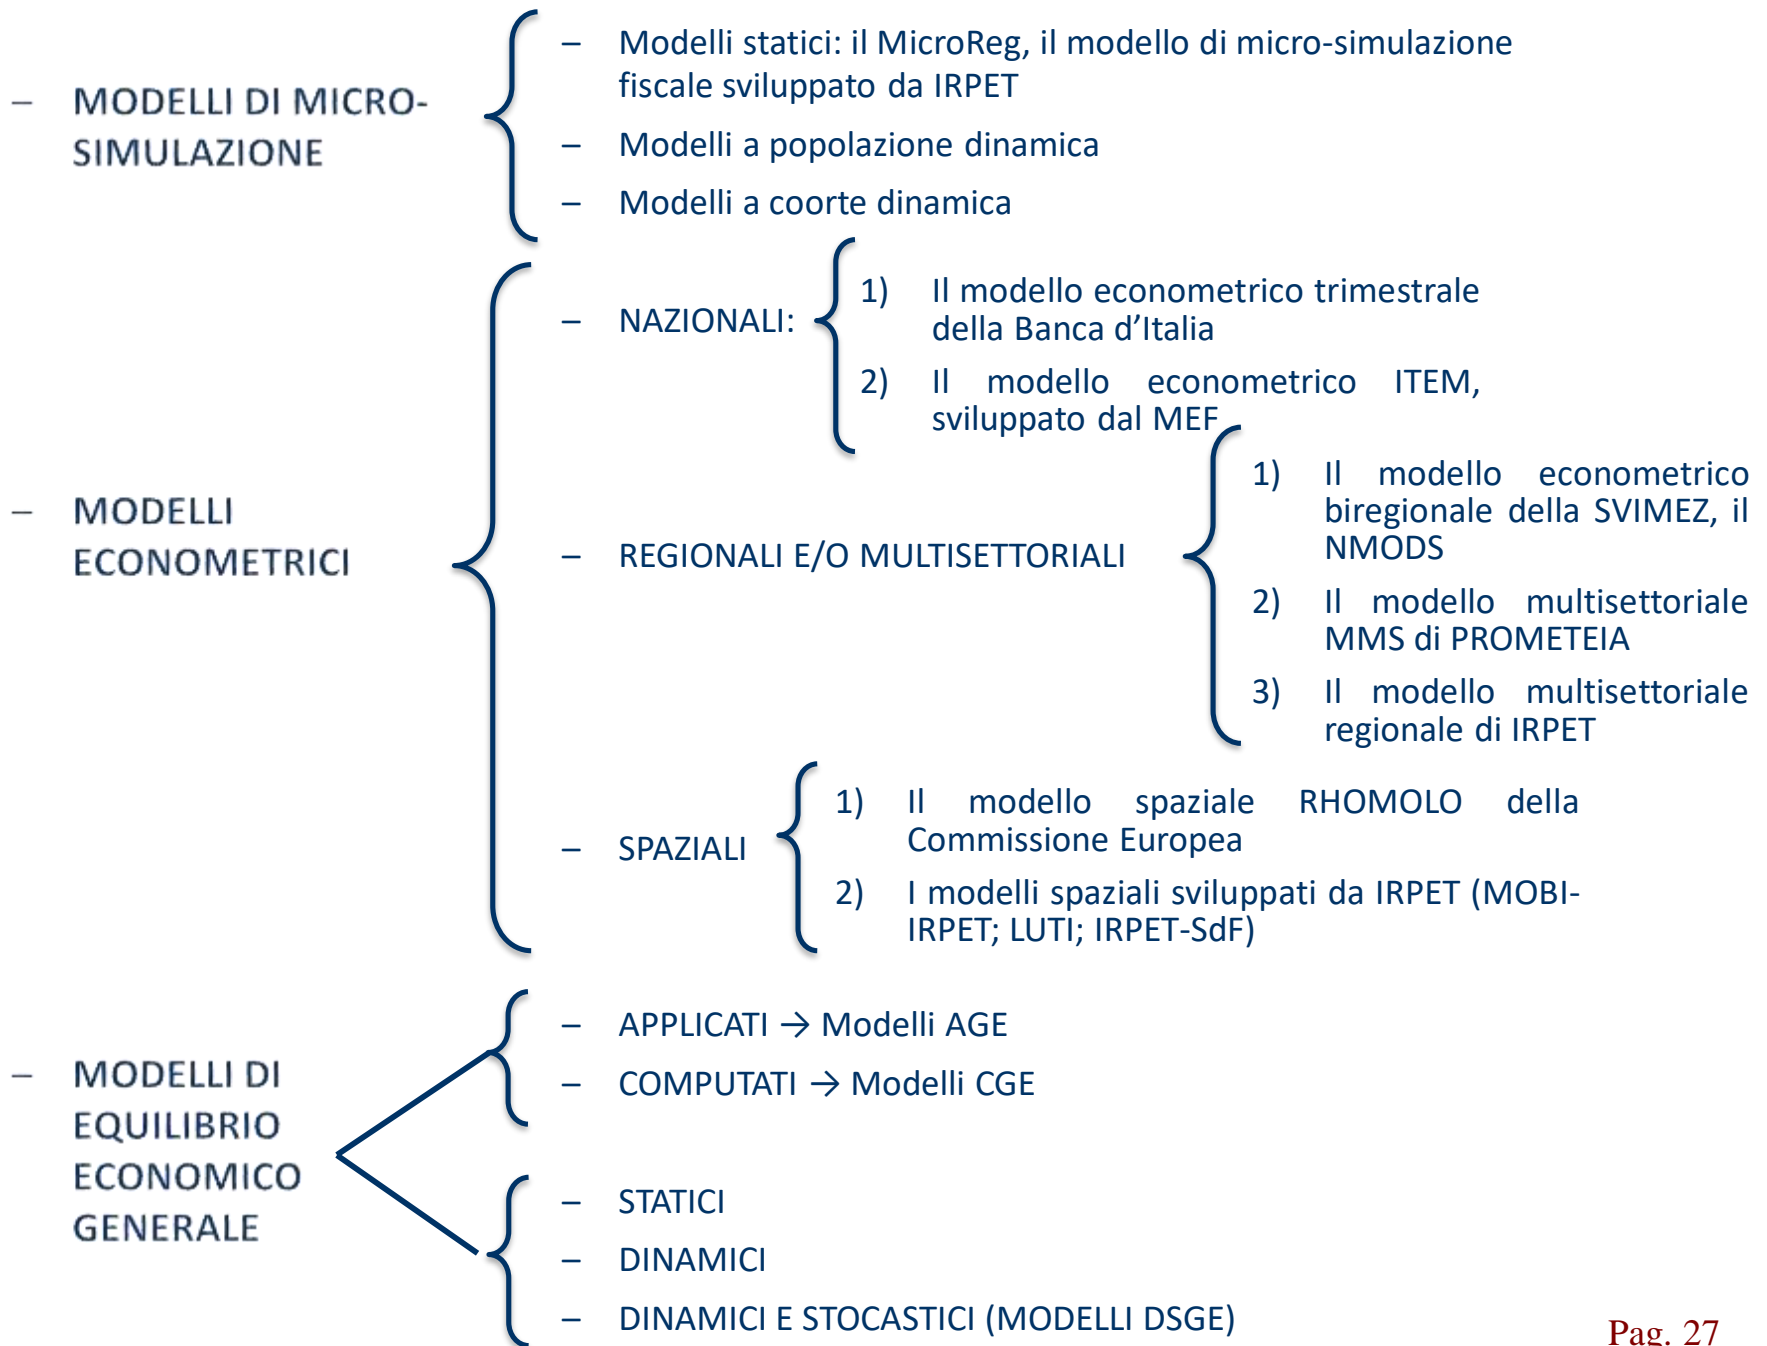 – MODELLI DI MICRO-
SIMULAZIONE
– Modelli statici: il MicroReg, il modello di micro-simulazione
fiscale sviluppato da IRPET
– Modelli a popolazione dinamica
– Modelli a coorte dinamica
– MODELLI
ECONOMETRICI
– NAZIONALI:
1) Il modello econometrico trimestrale
della Banca d’Italia
2) Il modello econometrico ITEM,
sviluppato dal MEF
– REGIONALI E/O MULTISETTORIALI
1) Il modello econometrico
biregionale della SVIMEZ, il
NMODS
2) Il modello multisettoriale
MMS di PROMETEIA
3) Il modello multisettoriale
regionale di IRPET
– SPAZIALI
1) Il modello spaziale RHOMOLO della
Commissione Europea
2) I modelli spaziali sviluppati da IRPET (MOBI-
IRPET; LUTI; IRPET-SdF)
– MODELLI DI
EQUILIBRIO
ECONOMICO
GENERALE
– APPLICATI → Modelli AGE
– COMPUTATI → Modelli CGE
– STATICI
– DINAMICI
– DINAMICI E STOCASTICI (MODELLI DSGE)
Pag. 27